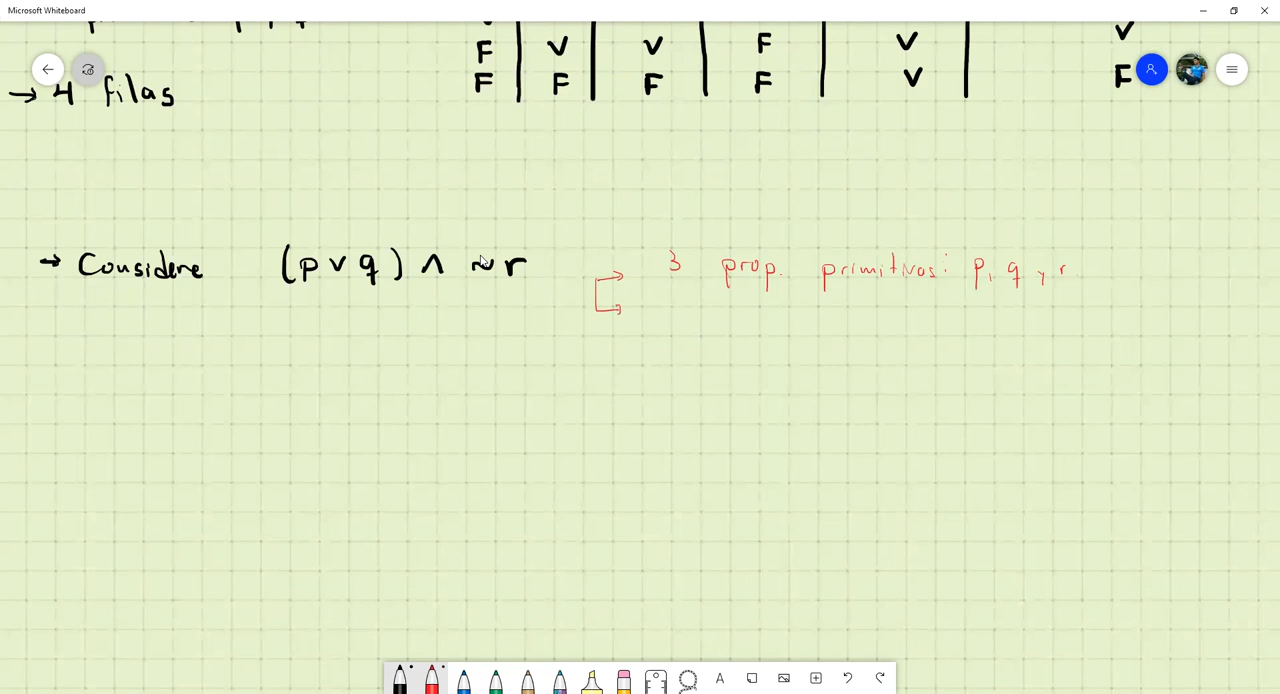 Microsoft Whiteboard
F V V F V V
F F F F V F
→ 4 filas
→ Considere (p ∨ q) ∧ ~r
3 prop. primitivas: p, q, r